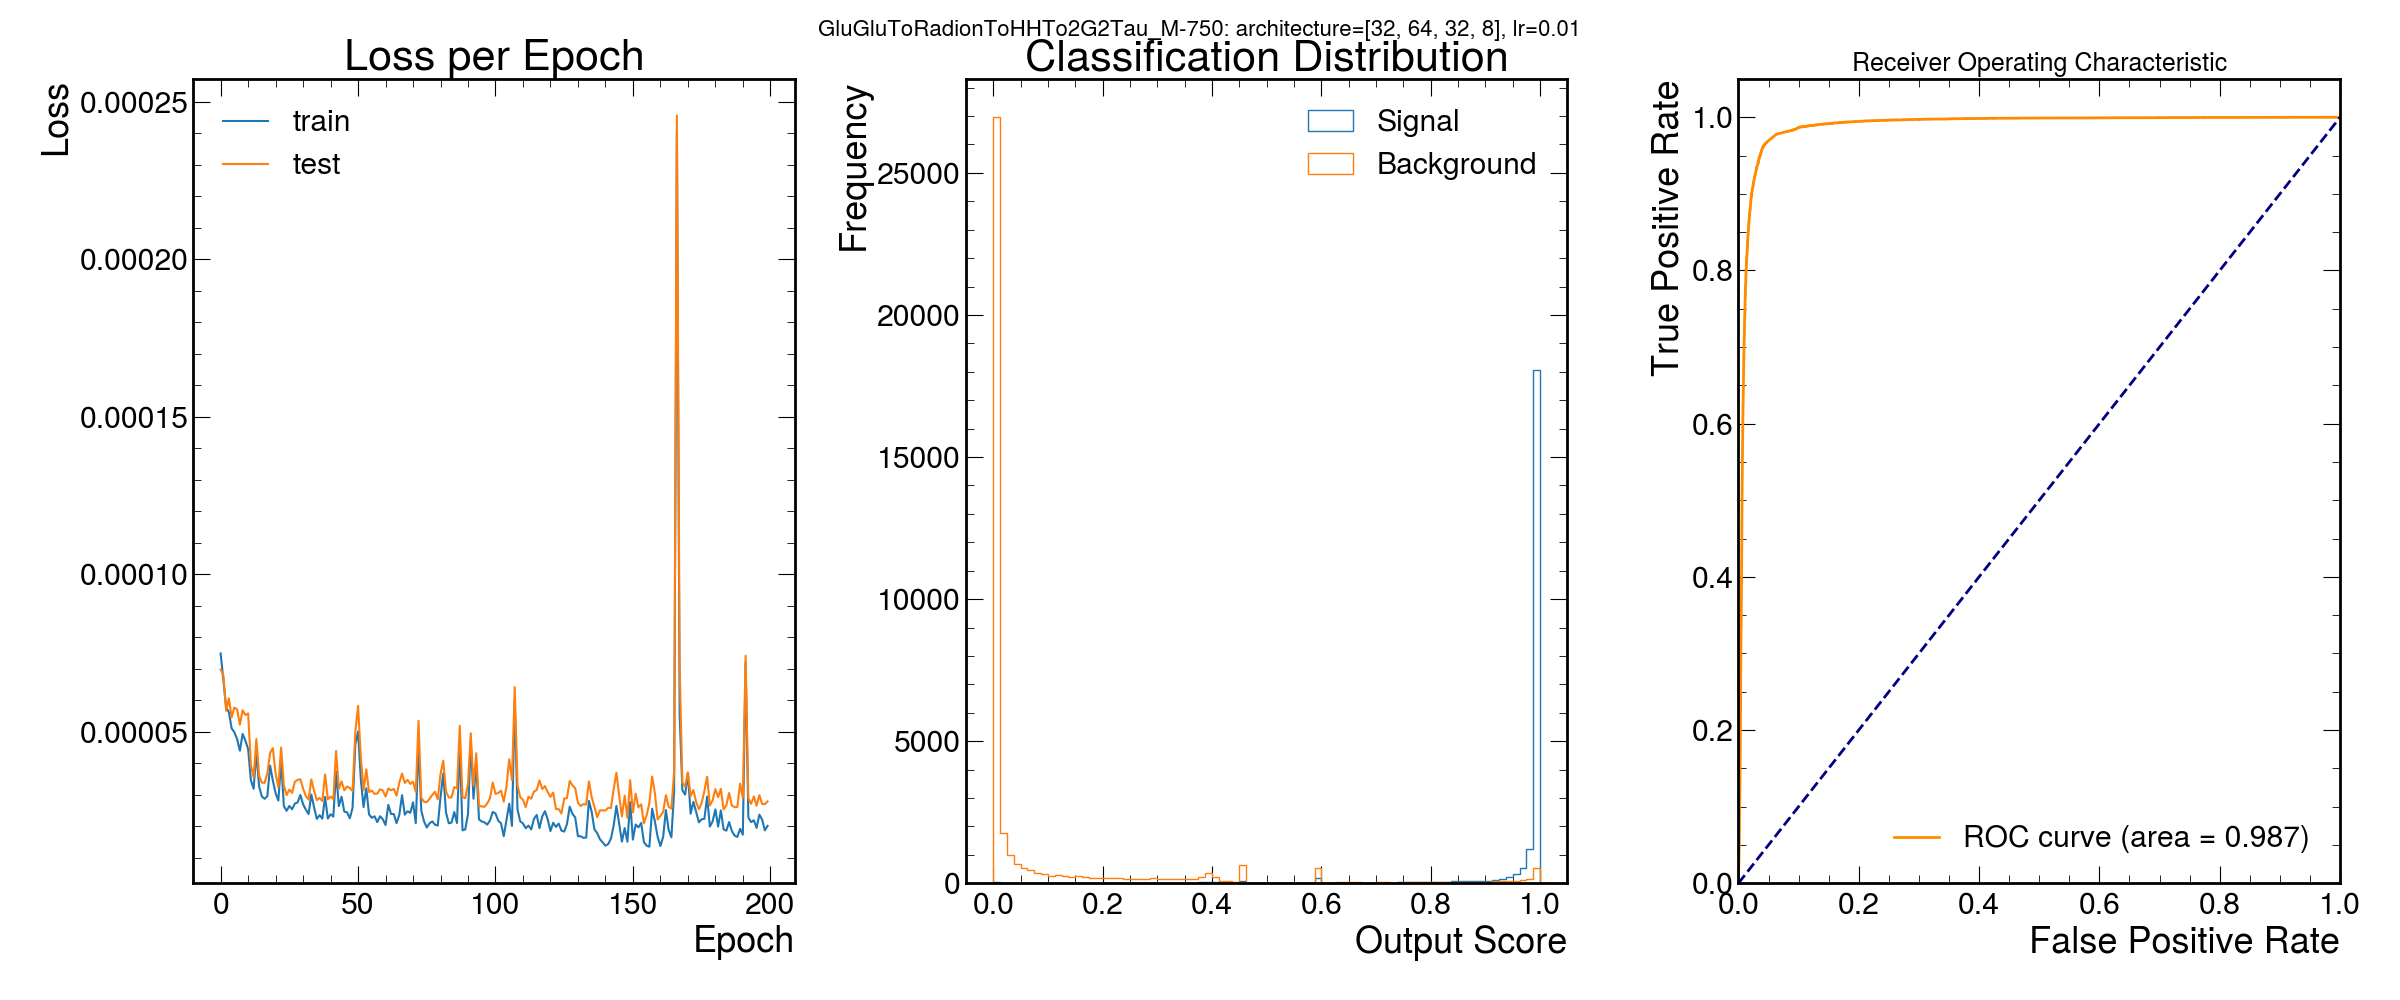 GluGluToRadionToHHTo2G2Tau_M-750: architecture=[32, 64, 32, 8], lr=0.01
Loss per Epoch
Loss
0.00025
0.00020
0.00015
0.00010
0.00005
train
test
0 50 100 150 200
Epoch
Classification Distribution
Frequency
25000
20000
15000
10000
5000
0
Signal
Background
0.0 0.2 0.4 0.6 0.8 1.0
Output Score
Receiver Operating Characteristic
True Positive Rate
1.0
0.8
0.6
0.4
0.2
0.0
ROC curve (area = 0.987)
0.0 0.2 0.4 0.6 0.8 1.0
False Positive Rate